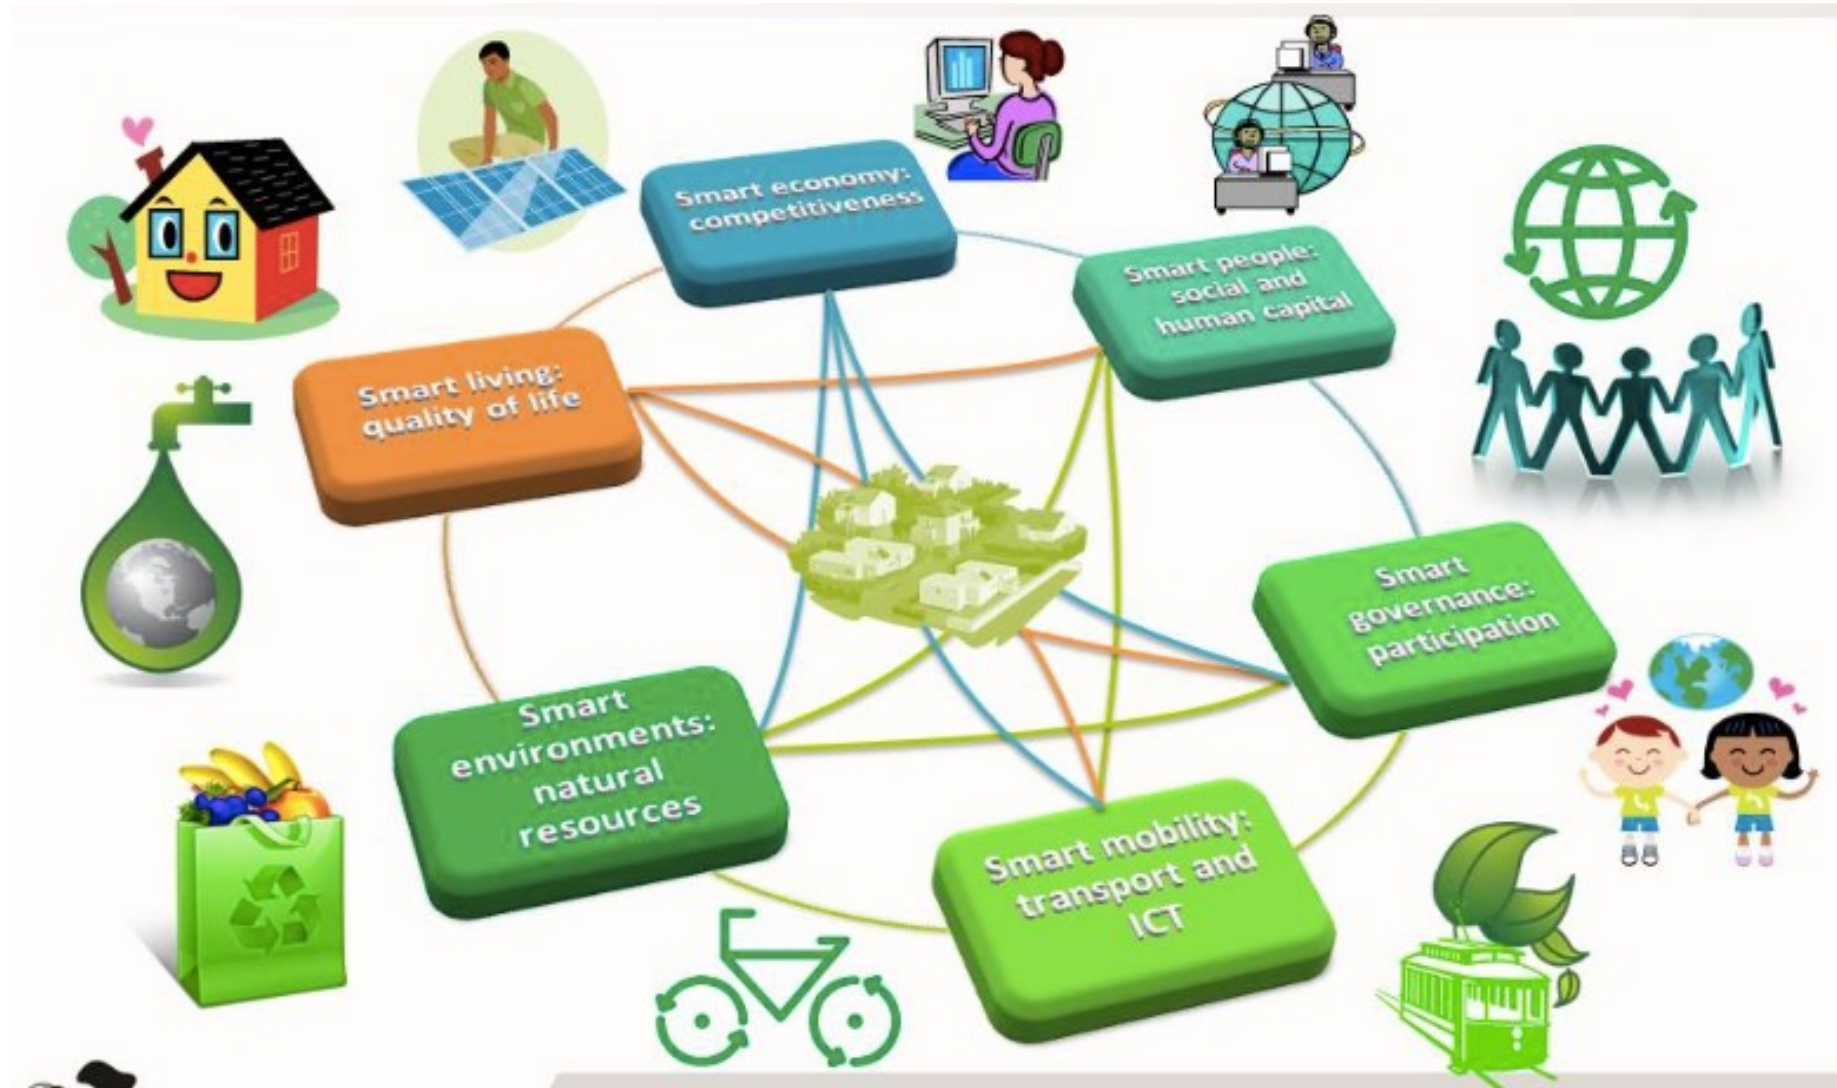 Smart economy:
competitiveness
Smart people:
social and
human capital
Smart living:
quality of life
Smart
governance:
participation
Smart
environments:
natural
resources
Smart mobility:
transport and
ICT